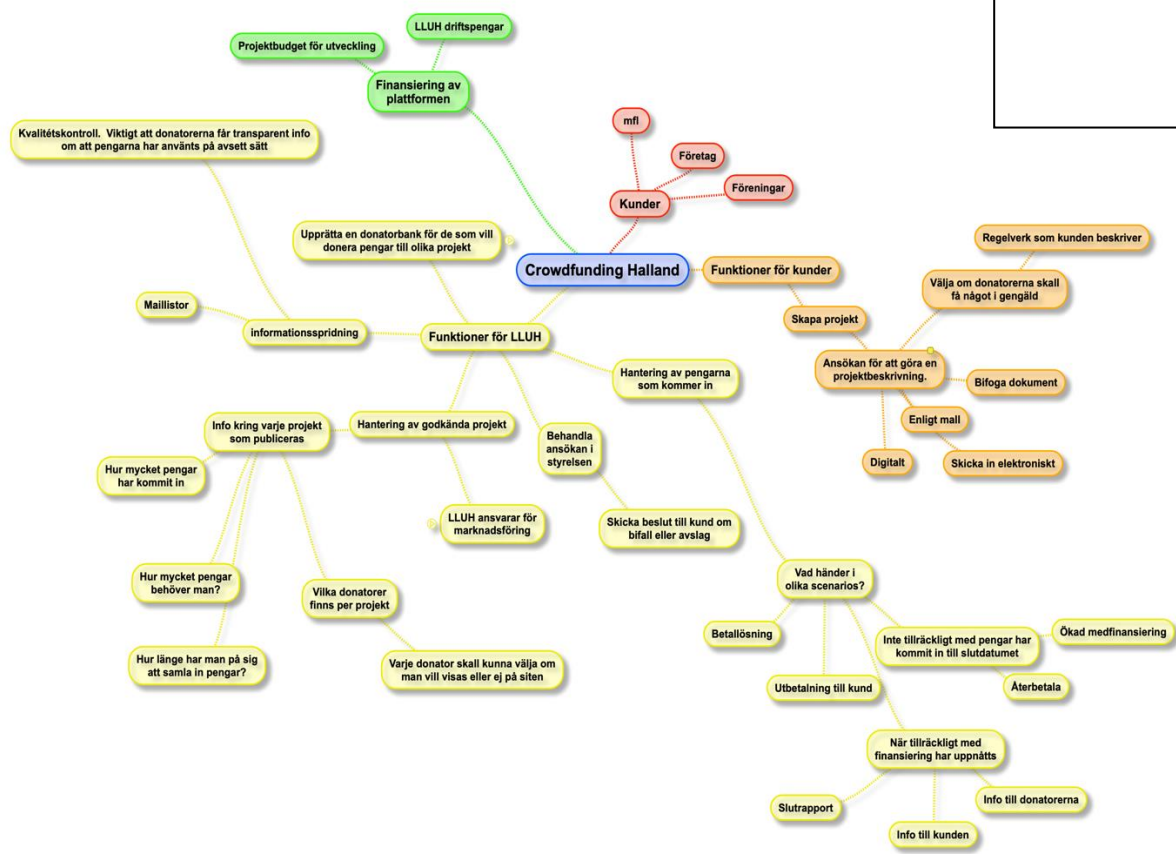 LLUH driftspengar
Projektbudget för utveckling
Finansiering av
plattformen
mfl
Kvalitétskontroll. Viktigt att donatorerna får transparent info
om att pengarna har använts på avsett sätt
Företag
Föreningar
Kunder
Upprätta en donatorbank för de som vill
donera pengar till olika projekt
Regelverk som kunden beskriver
Crowdfunding Halland
Funktioner för kunder
Välja om donatorerna skall
få något i gengäld
Maillistor
informationsspridning
Funktioner för LLUH
Skapa projekt
Ansökan för att göra en
projektbeskrivning.
Hantering av pengarna
som kommer in
Bifoga dokument
Info kring varje projekt
som publiceras
Hantering av godkända projekt
Enligt mall
Behandla
ansökan i
styrelsen
Digitalt
Skicka in elektroniskt
Hur mycket pengar
har kommit in
LLUH ansvarar för
marknadsföring
Skicka beslut till kund om
bifall eller avslag
Hur mycket pengar
behöver man?
Vilka donatorer
finns per projekt
Vad händer i
olika scenarios?
Betallösning
Inte tillräckligt med pengar har
kommit in till slutdatumet
Ökad medfinansiering
Hur länge har man på sig
att samla in pengar?
Varje donator skall kunna välja om
man vill visas eller ej på siten
Utbetalning till kund
Återbetala
När tillräckligt med
finansiering har uppnåtts
Slutrapport
Info till donatorerna
Info till kunden